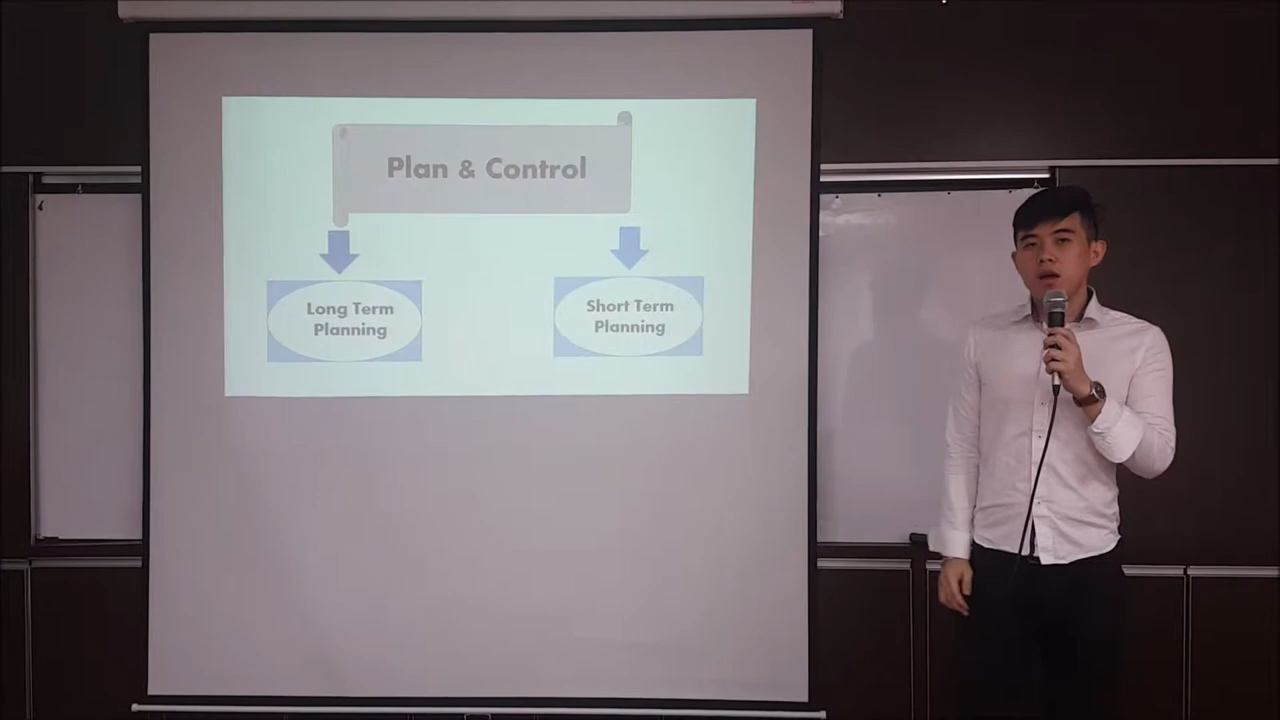 Plan & Control
Long Term
Planning
Short Term
Planning